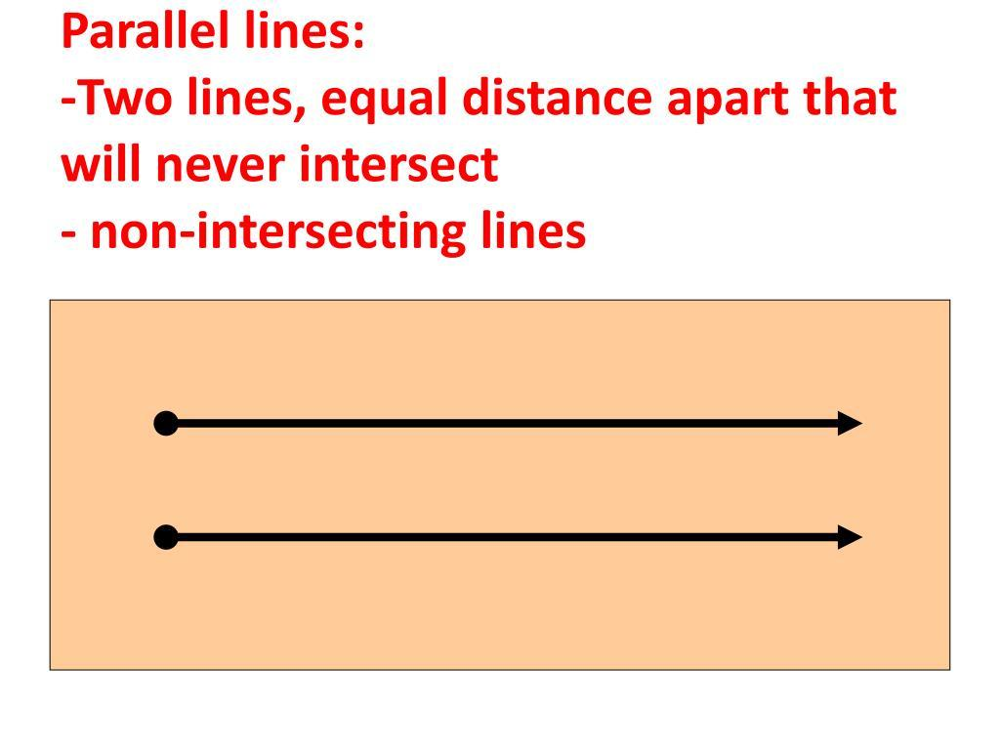 Parallel lines:
-Two lines, equal distance apart that
will never intersect
- non-intersecting lines